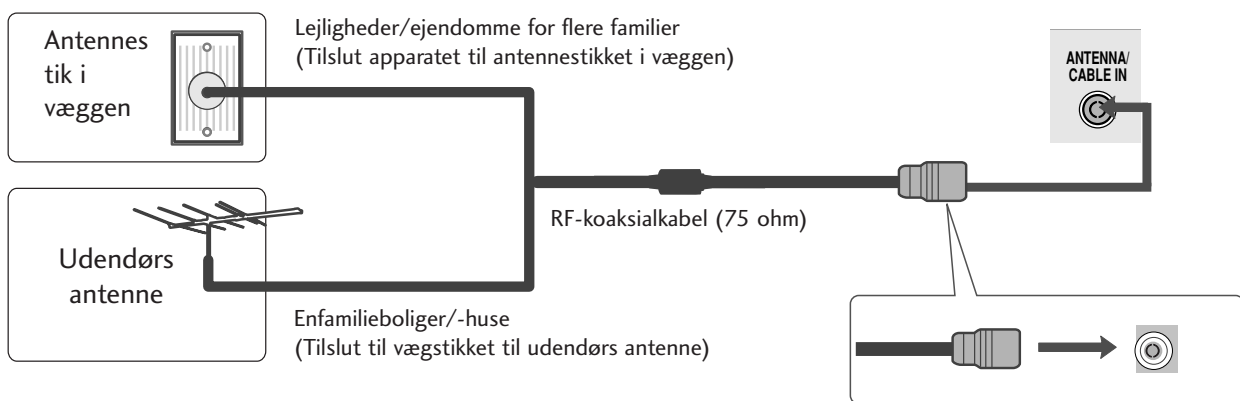 Antennes
tik i
væggen
Lejligheder/ejendomme for flere familier
(Tilslut apparatet til antennestikket i væggen)
ANTENNA/
CABLE IN
RF-koaksialkabel (75 ohm)
Udendørs
antenne
Enfamilieboliger/-huse
(Tilslut til vægstikket til udendørs antenne)